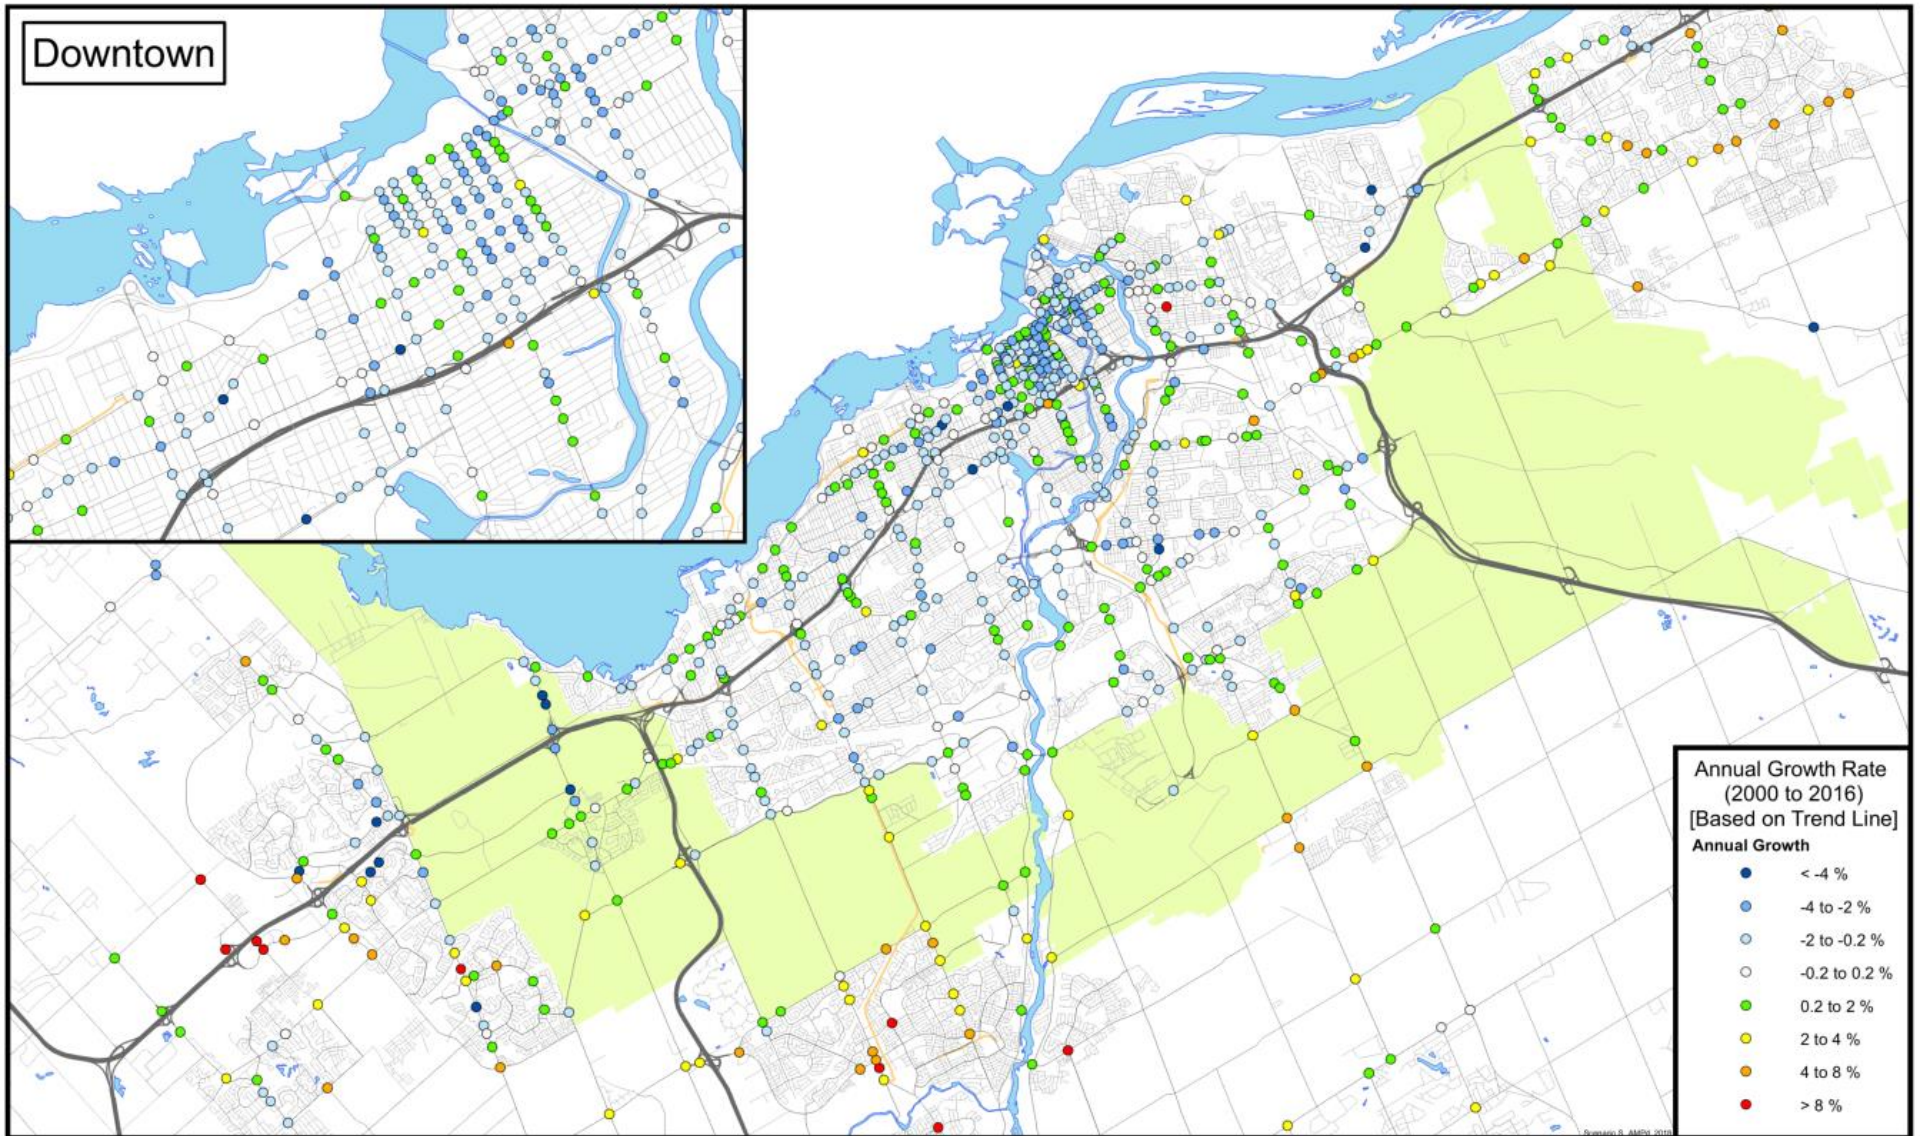 Downtown
Annual Growth Rate
(2000 to 2016)
[Based on Trend Line]
Annual Growth
< -4 %
-4 to -2 %
-2 to -0.2 %
-0.2 to 0.2 %
0.2 to 2 %
2 to 4 %
4 to 8 %
> 8 %